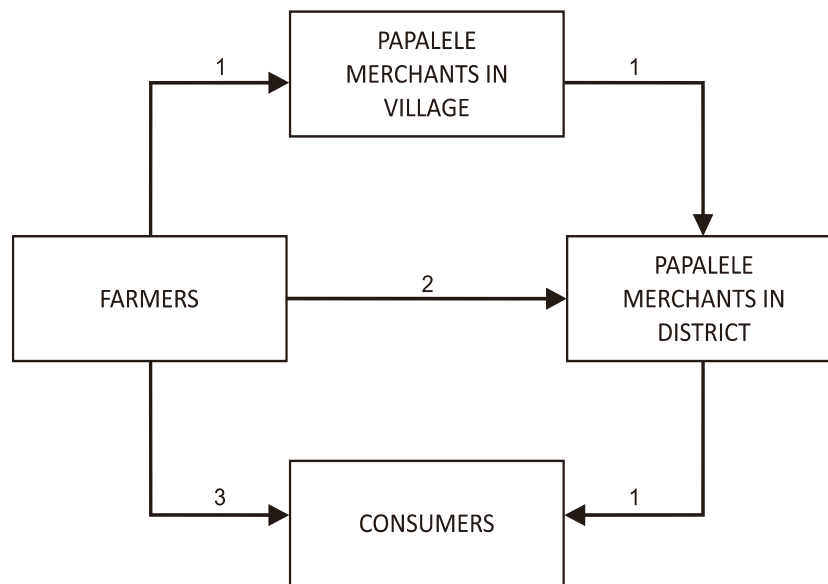 PAPALELE
MERCHANTS IN
VILLAGE
1
1
FARMERS
2
PAPALELE
MERCHANTS IN
DISTRICT
3
CONSUMERS
1